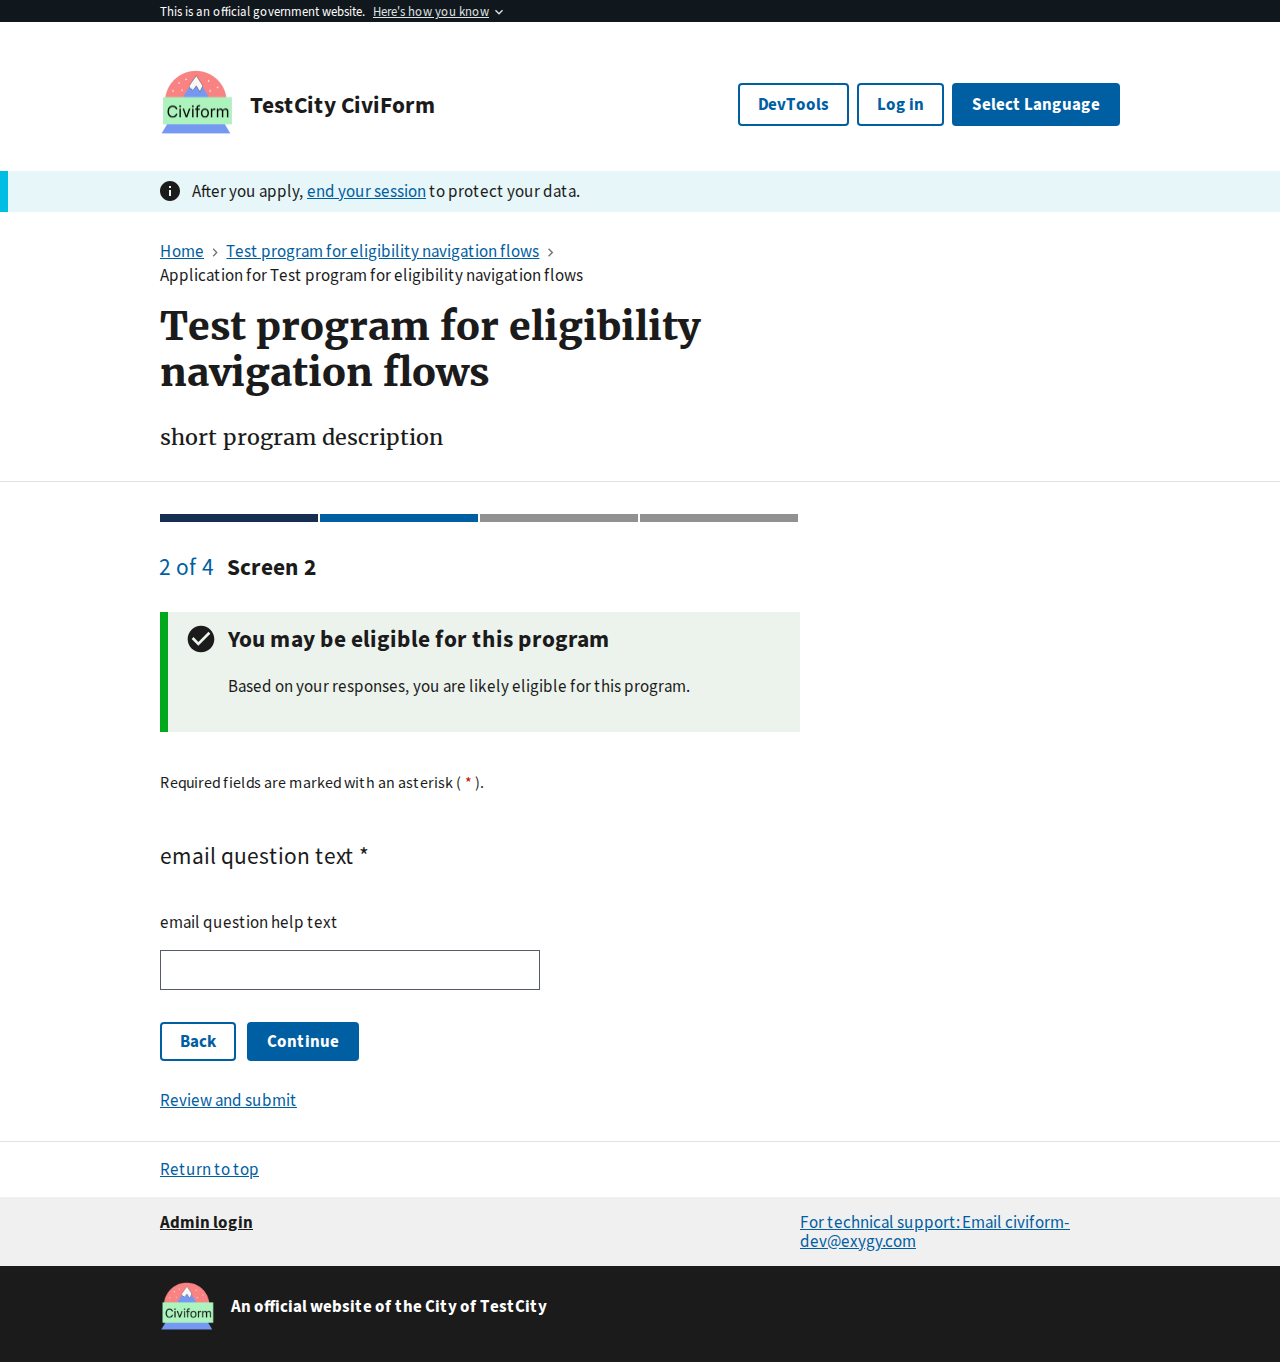 This is an official government website. Here's how you know
Civiform
TestCity CiviForm
DevTools
Log in
Select Language
After you apply, end your session to protect your data.
Home
Test program for eligibility navigation flows
Application for Test program for eligibility navigation flows
Test program for eligibility
navigation flows
short program description
2 of 4 Screen 2
You may be eligible for this program
Based on your responses, you are likely eligible for this program.
Required fields are marked with an asterisk ( * ).
email question text *
email question help text
Back
Continue
Review and submit
Return to top
Admin login
For technical support: Email civiform-
dev@exygy.com
Civiform
An official website of the City of TestCity